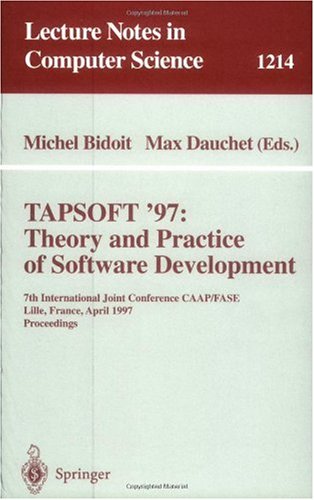 Lecture Notes in
Computer Science 1214
Michel Bidoit Max Dauchet (Eds.)
TAPSOFT '97:
Theory and Practice
of Software Development
7th International Joint Conference CAAP/FASE
Lille, France, April 1997
Proceedings
Springer